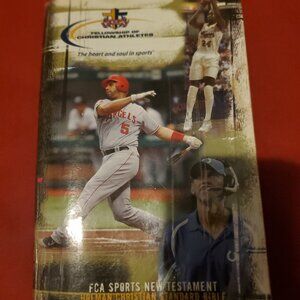 FELLOWSHIP OF
CHRISTIAN ATHLETES
The heart and soul in sports
24
ANGELS
5
FCA SPORTS NEW TESTAMENT
HOLMAN CHRISTIAN STANDARD BIBLE